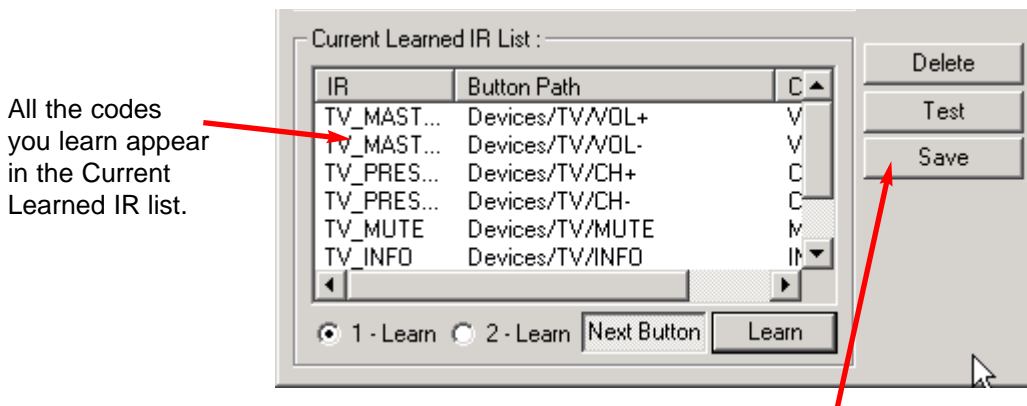 Current Learned IR List :
IR Button Path C
TV_MAST... Devices/TV/VOL+ V
TV_MAST... Devices/TV/VOL- V
TV_PRES... Devices/TV/CH+ C
TV_PRES... Devices/TV/CH- C
TV_MUTE Devices/TV/MUTE M
TV_INFO Devices/TV/INFO IN
1 - Learn 2 - Learn Next Button Learn
Delete
Test
Save
All the codes
you learn appear
in the Current
Learned IR list.